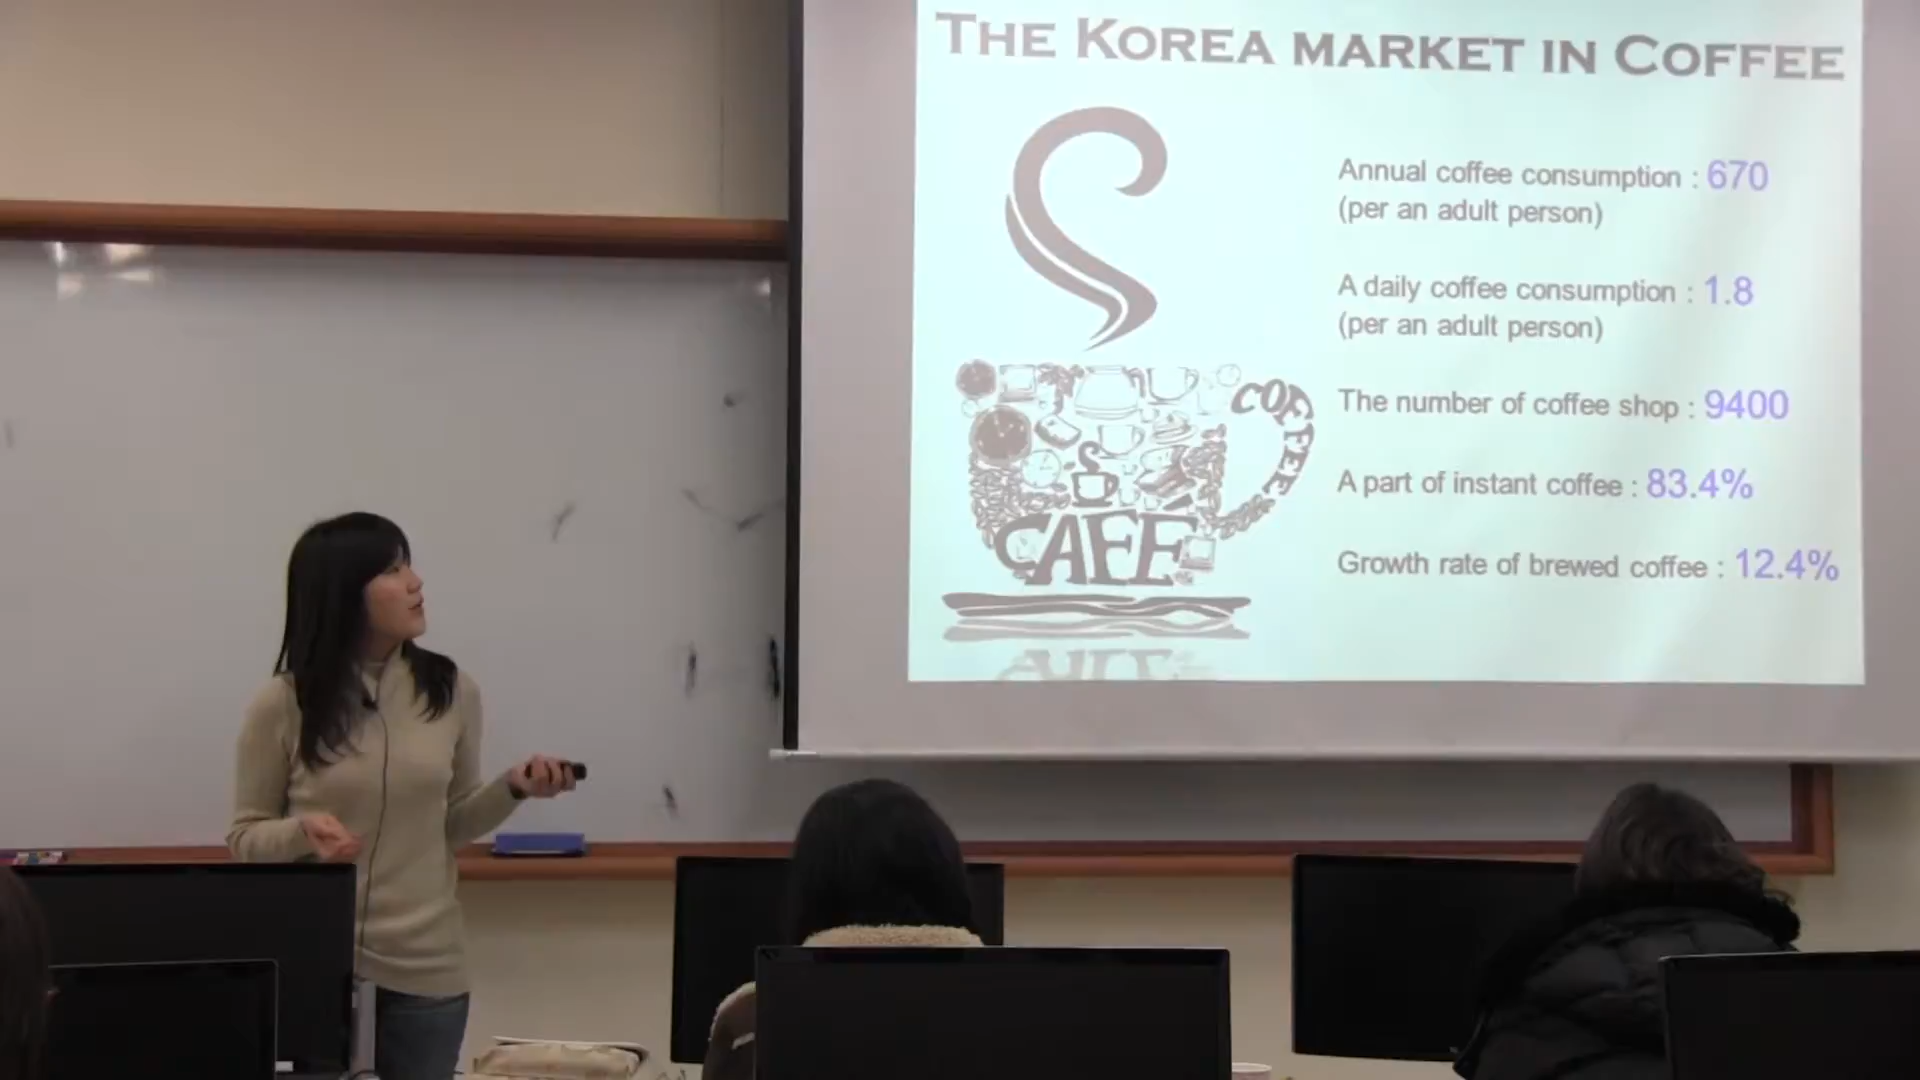 THE KOREA MARKET IN COFFEE
Annual coffee consumption : 670
(per an adult person)
A daily coffee consumption : 1.8
(per an adult person)
The number of coffee shop : 9400
A part of instant coffee : 83.4%
Growth rate of brewed coffee : 12.4%
COFFEE
CAFE